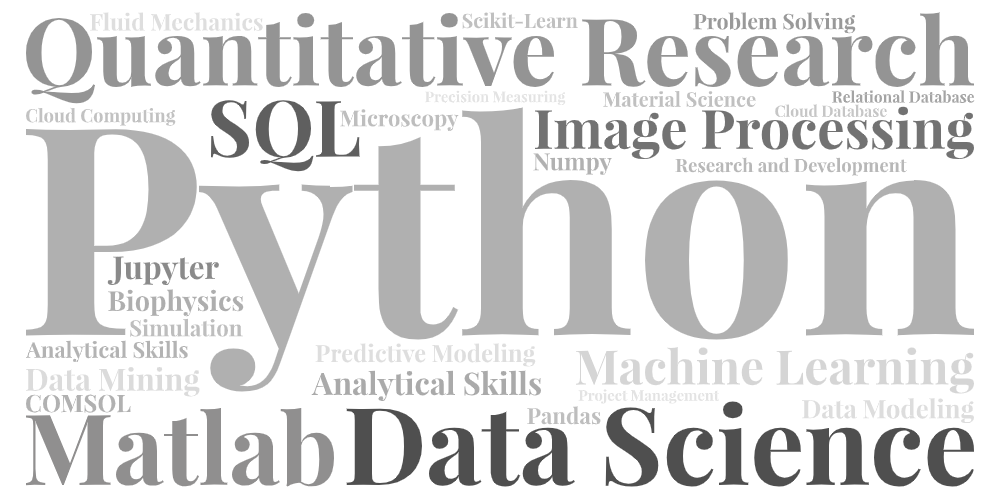 Fluid Mechanics
Scikit-Learn
Problem Solving
Quantitative Research
Precision Measuring
Material Science
Relational Database
Cloud Computing
SQL
Microscopy
Cloud Database
Image Processing
Numpy
Research and Development
Python
Jupyter
Biophysics
Simulation
Analytical Skills
Predictive Modeling
Machine Learning
Data Mining
Analytical Skills
Project Management
COMSOL
Pandas
Data Modeling
Matlab
Data Science